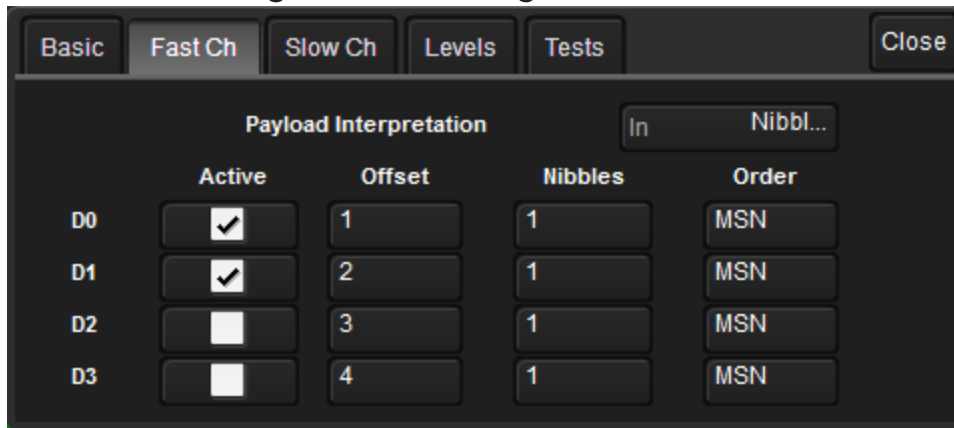 Basic Fast Ch Slow Ch Levels Tests Close
Payload Interpretation In Nibbl...
Active Offset Nibbles Order
D0 1 1 MSN
D1 2 1 MSN
D2 3 1 MSN
D3 4 1 MSN